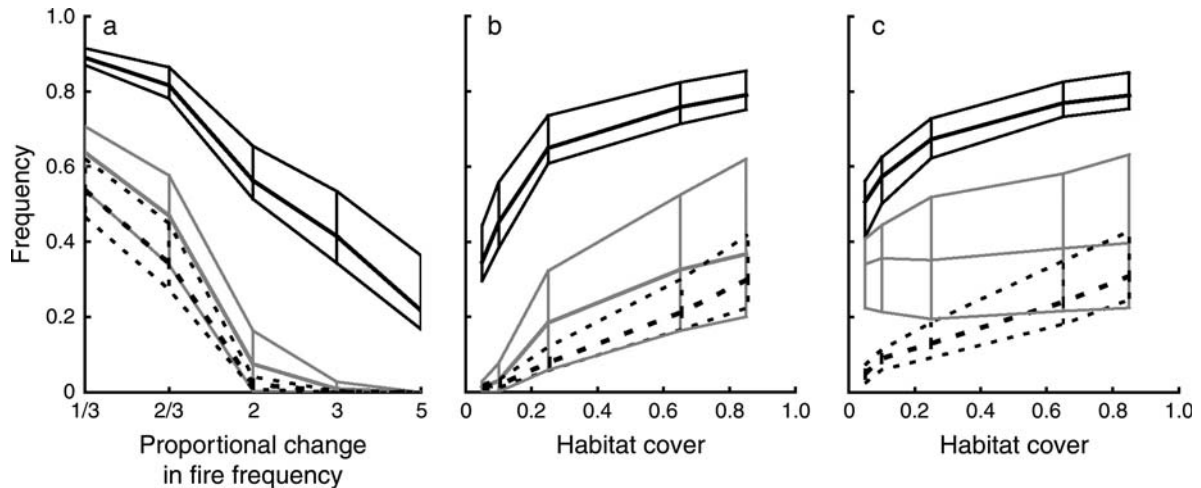 a
b
c
1.0
0.8
0.6
0.4
0.2
0
Frequency
1/3 2/3 2 3 5
0 0.2 0.4 0.6 0.8 1.0
0 0.2 0.4 0.6 0.8 1.0
Proportional change
in fire frequency
Habitat cover
Habitat cover